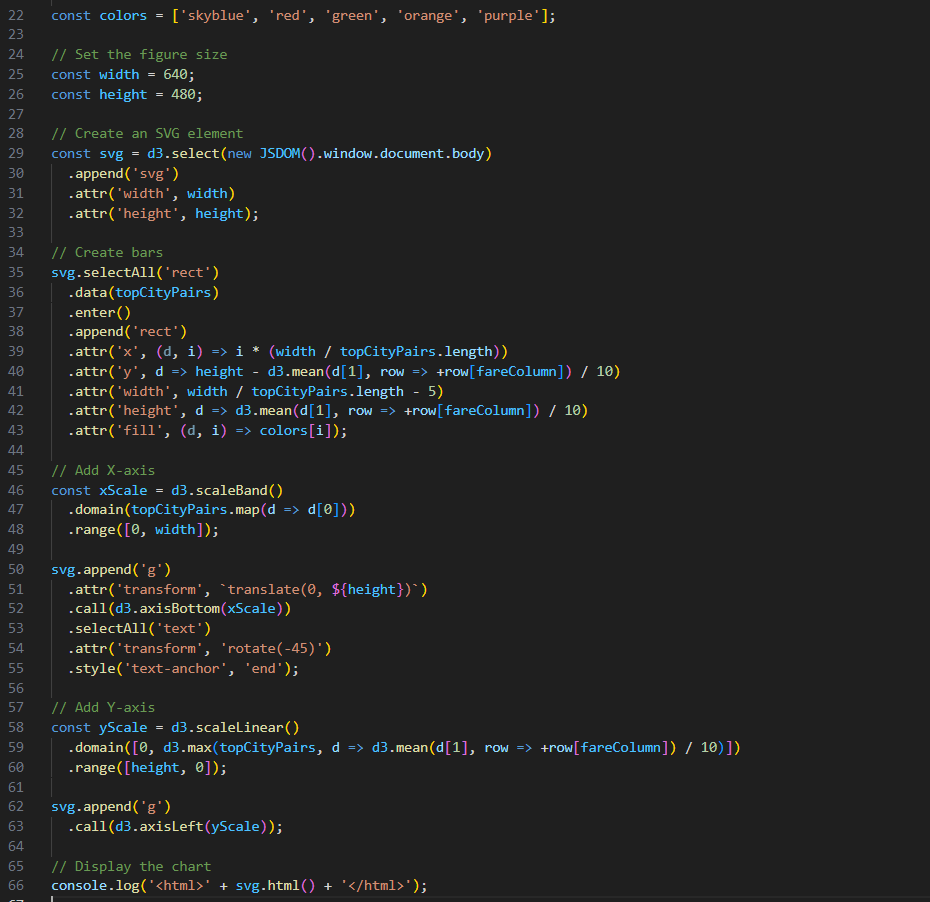 22 const colors = ['skyblue', 'red', 'green', 'orange', 'purple'];
23
24 // Set the figure size
25 const width = 640;
26 const height = 480;
27
28 // Create an SVG element
29 const svg = d3.select(new JSDOM().window.document.body)
30   .append('svg')
31   .attr('width', width)
32   .attr('height', height);
33
34 // Create bars
35 svg.selectAll('rect')
36   .data(topCityPairs)
37   .enter()
38   .append('rect')
39   .attr('x', (d, i) => i * (width / topCityPairs.length))
40   .attr('y', d => height - d3.mean(d[1], row => +row[fareColumn]) / 10)
41   .attr('width', width / topCityPairs.length - 5)
42   .attr('height', d => d3.mean(d[1], row => +row[fareColumn]) / 10)
43   .attr('fill', (d, i) => colors[i]);
44
45 // Add X-axis
46 const xScale = d3.scaleBand()
47   .domain(topCityPairs.map(d => d[0]))
48   .range([0, width]);
49
50 svg.append('g')
51   .attr('transform', `translate(0, ${height})`)
52   .call(d3.axisBottom(xScale))
53   .selectAll('text')
54   .attr('transform', 'rotate(-45)')
55   .style('text-anchor', 'end');
56
57 // Add Y-axis
58 const yScale = d3.scaleLinear()
59   .domain([0, d3.max(topCityPairs, d => d3.mean(d[1], row => +row[fareColumn]) / 10)])
60   .range([height, 0]);
61
62 svg.append('g')
63   .call(d3.axisLeft(yScale));
64
65 // Display the chart
66 console.log('<html>' + svg.html() + '</html>');
67